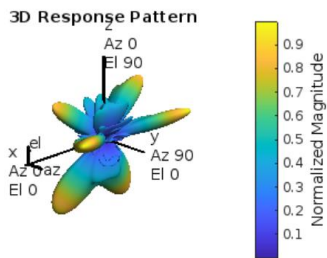 3D Response Pattern
z
Az 0
El 90
y
Az 90
El 0
x
el
Az 0
az
El 0
0.9
0.8
0.7
0.6
0.5
0.4
0.3
0.2
0.1
Normalized Magnitude